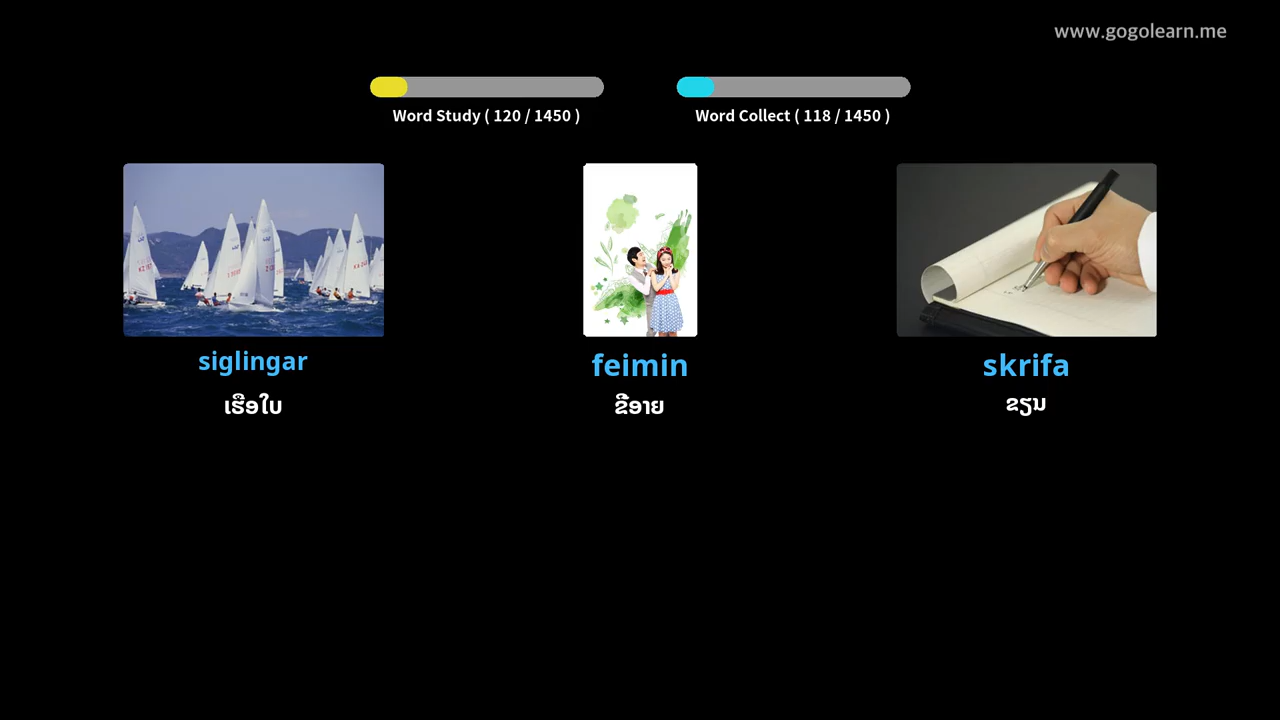 www.gogolearn.me
Word Study ( 120 / 1450 )
Word Collect ( 118 / 1450 )
siglingar
feimin
skrifa
ເຮືອໃບ
ຂີ້ອາຍ
ຂຽນ